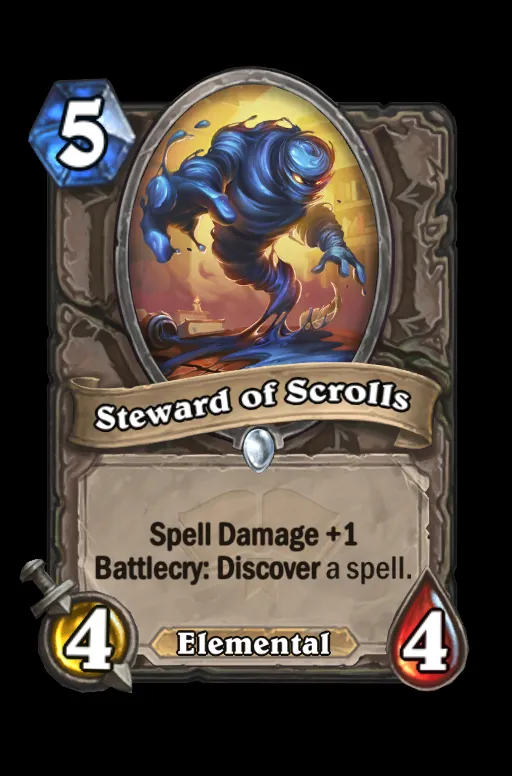 5
Steward of Scrolls
Spell Damage +1
Battlecry: Discover a spell.
4
Elemental
4